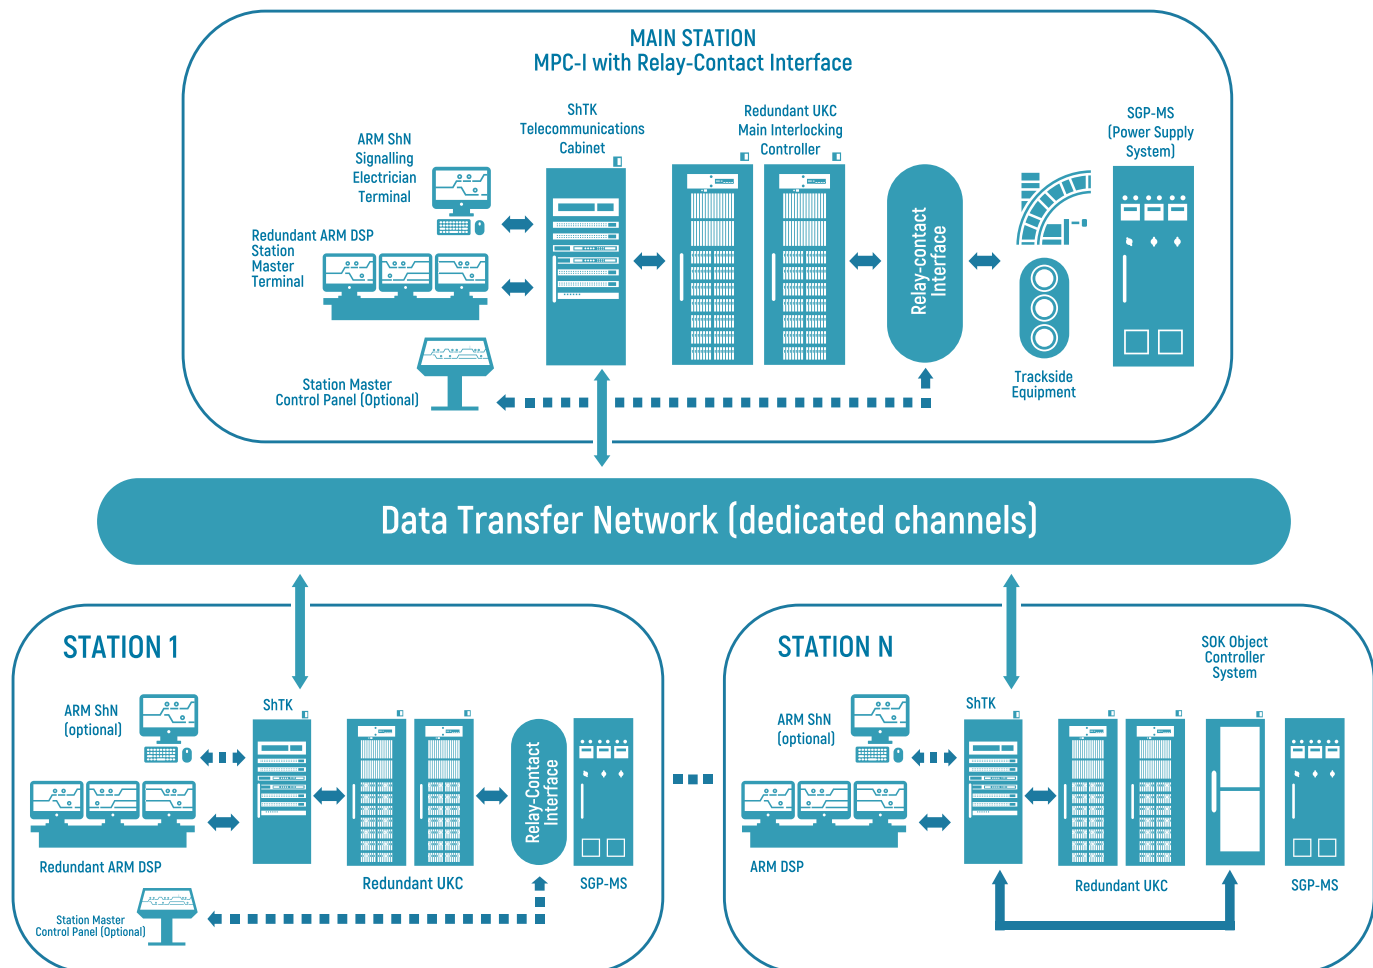 MAIN STATION
MPC-I with Relay-Contact Interface
ShTK
Telecommunications
Cabinet
Redundant UKC
Main Interlocking
Controller
SGP-MS
(Power Supply
System)
ARM ShN
Signalling
Electrician
Terminal
Redundant ARM DSP
Station
Master
Terminal
Relay-contact
Interface
Station Master
Control Panel (Optional)
Trackside
Equipment
Data Transfer Network (dedicated channels)
STATION 1
ARM ShN
(optional)
ShTK
Relay-Contact
Interface
Redundant ARM DSP
Redundant UKC
SGP-MS
Station Master
Control Panel (Optional)
STATION N
SOK Object
Controller
System
ARM ShN
(optional)
ShTK
ARM DSP
Redundant UKC
SGP-MS